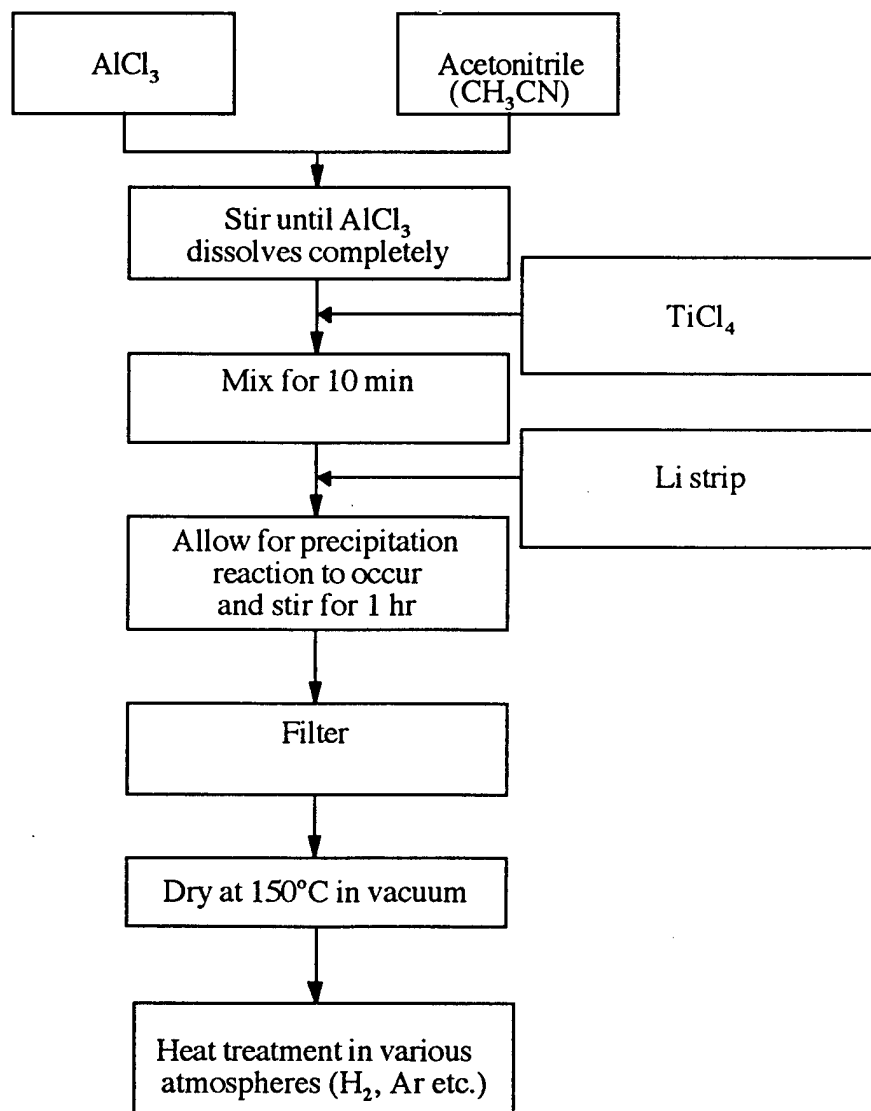 AlCl₃
Acetonitrile
(CH₃CN)
Stir until AlCl₃
dissolves completely
TiCl₄
Mix for 10 min
Li strip
Allow for precipitation
reaction to occur
and stir for 1 hr
Filter
Dry at 150°C in vacuum
Heat treatment in various
atmospheres (H₂, Ar etc.)